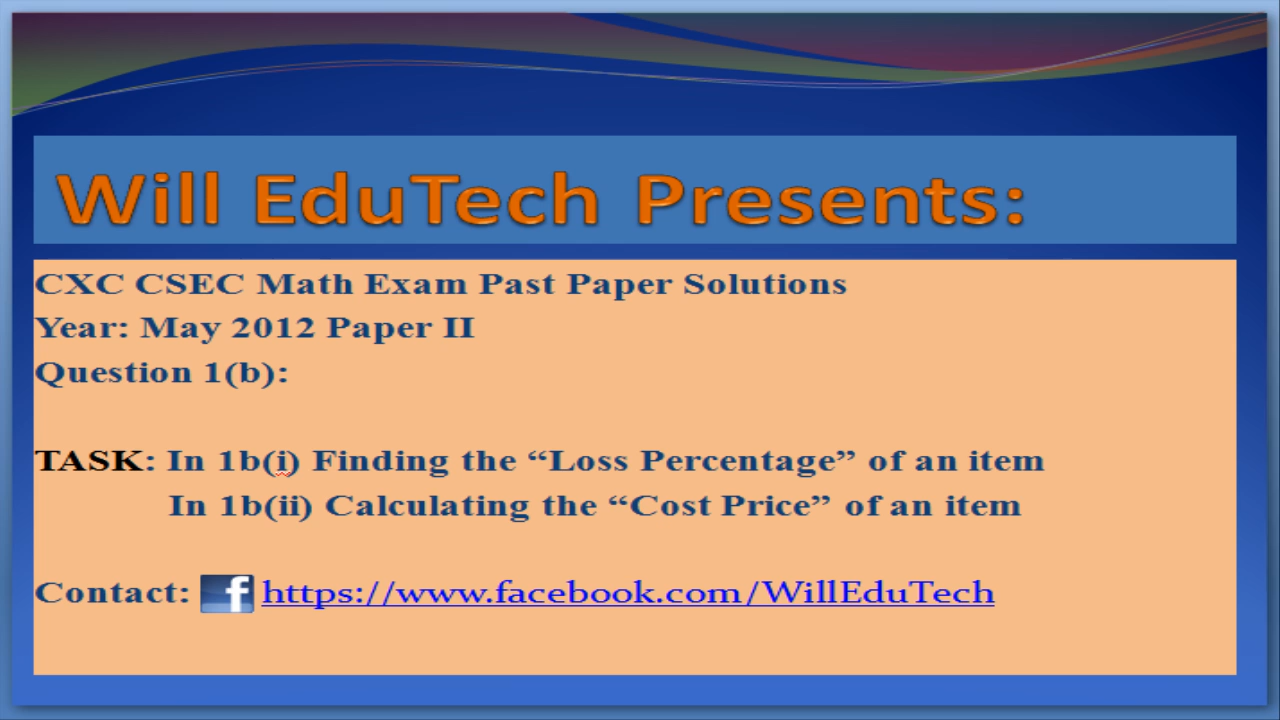 Will EduTech Presents:
CXC CSEC Math Exam Past Paper Solutions
Year: May 2012 Paper II
Question 1(b):
TASK: In 1b(i) Finding the “Loss Percentage” of an item
In 1b(ii) Calculating the “Cost Price” of an item
Contact: f https://www.facebook.com/WillEduTech